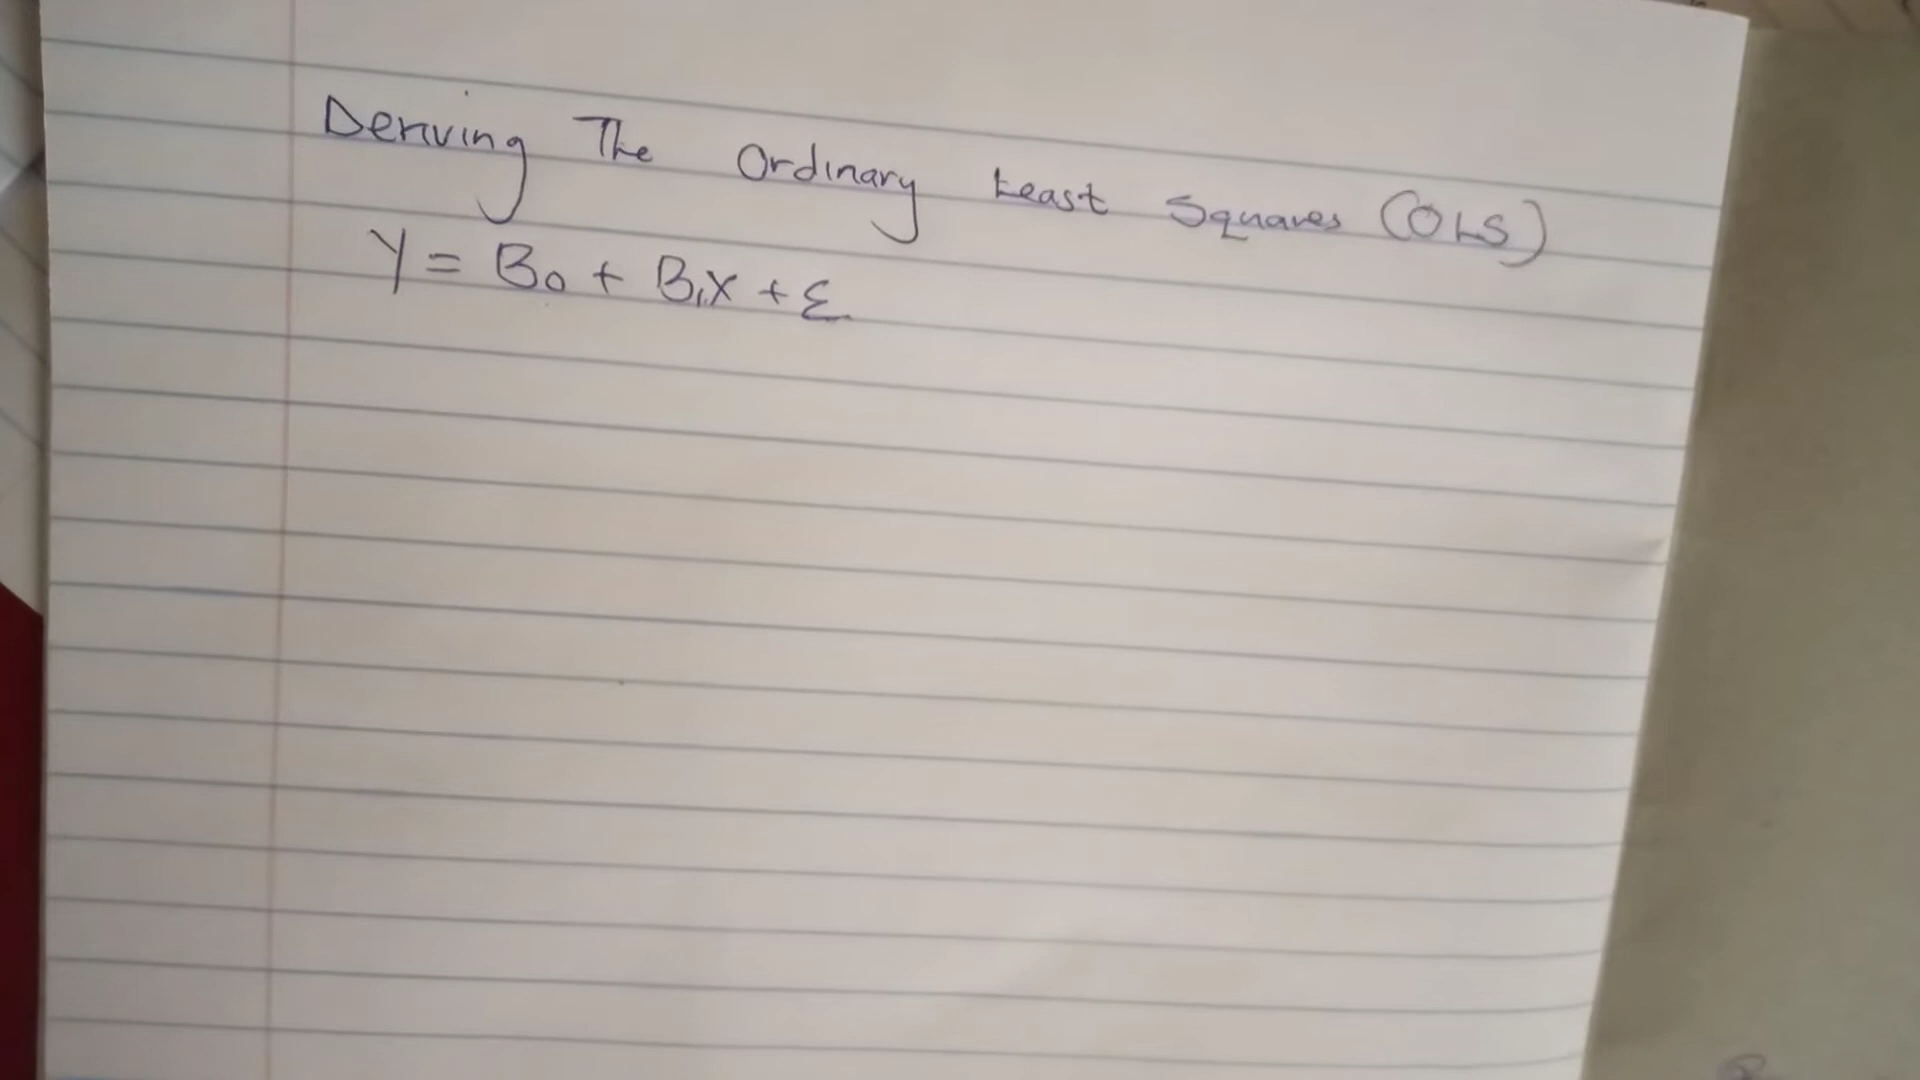 Deriving The Ordinary Least Squares (OLS)
Y = B₀ + B₁X + ε